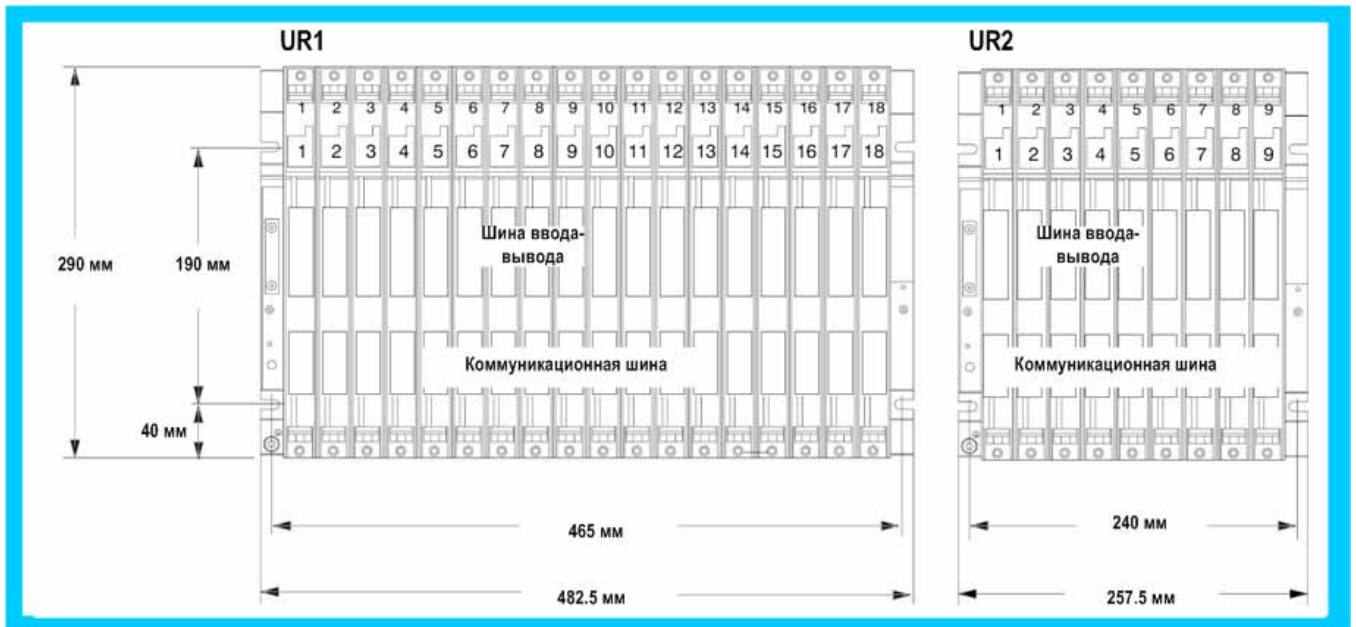 UR1
UR2
1 2 3 4 5 6 7 8 9 10 11 12 13 14 15 16 17 18
1 2 3 4 5 6 7 8 9
1 2 3 4 5 6 7 8 9 10 11 12 13 14 15 16 17 18
1 2 3 4 5 6 7 8 9
Шина ввода-
вывода
Шина ввода-
вывода
290 мм
190 мм
Коммуникационная шина
Коммуникационная шина
40 мм
465 мм
240 мм
482.5 мм
257.5 мм